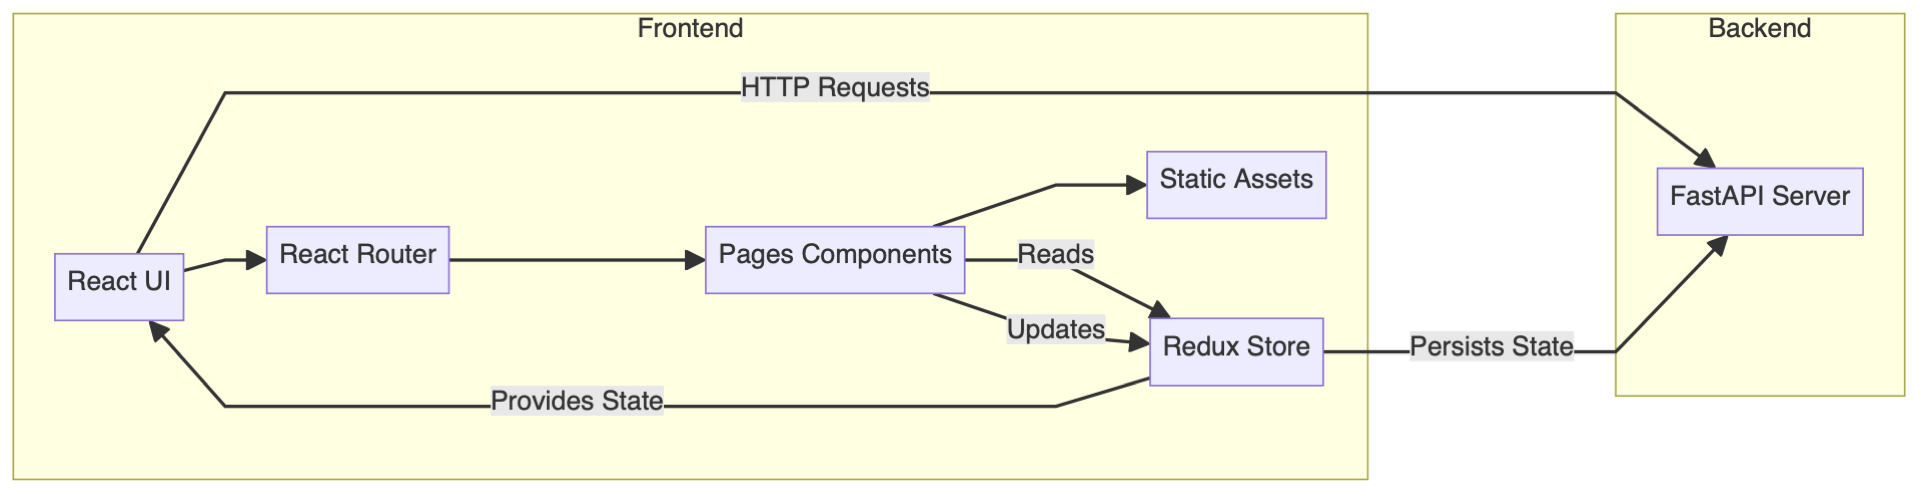 Frontend
Backend
HTTP Requests
Static Assets
FastAPI Server
React UI
React Router
Pages Components
Reads
Updates
Redux Store
Persists State
Provides State